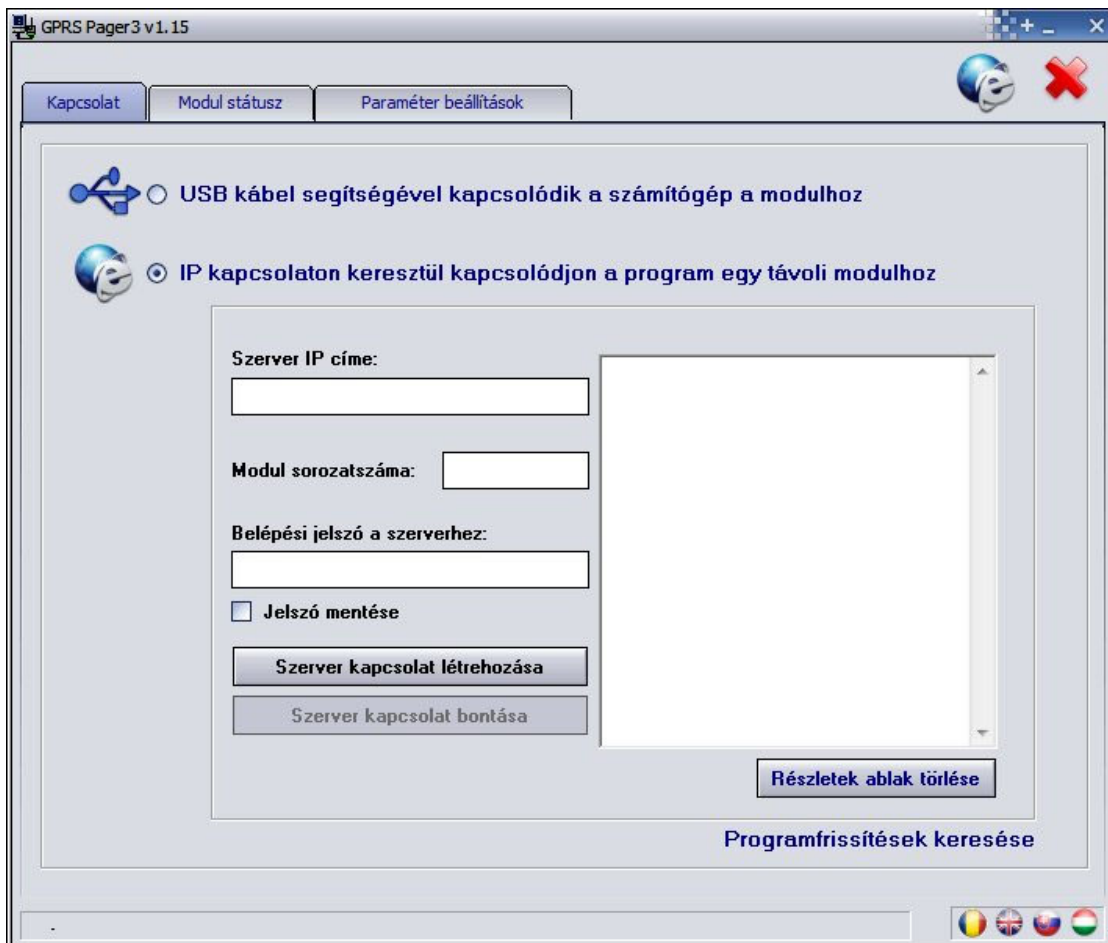 GPRS Pager3 v1.15
Kapcsolat
Modul státusz
Paraméter beállítások
USB kábel segítségével kapcsolódik a számítógép a modulhoz
IP kapcsolaton keresztül kapcsolódjon a program egy távoli modulhoz
Szerver IP címe:
Modul sorozatszáma:
Belépési jelszó a szerverhez:
Jelszó mentése
Szerver kapcsolat létrehozása
Szerver kapcsolat bontása
Részletek ablak törlése
Programfrissítések keresése
-